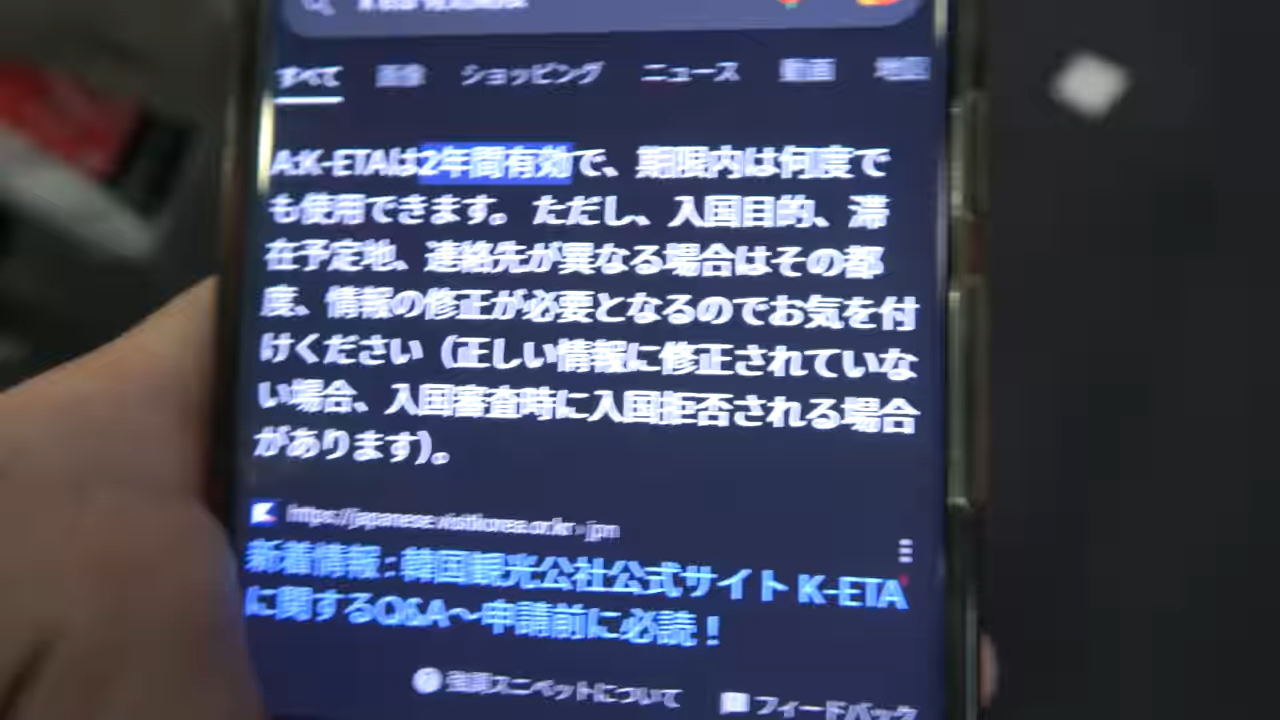 すべて 画像 ショッピング ニュース 動画 地図
A:K-ETAは2年間有効で、期限内は何度で
も使用できます。ただし、入国目的、滞
在予定地、連絡先が異なる場合はその都
度、情報の修正が必要となるのでお気を付
けください（正しい情報に修正されていな
い場合、入国審査時に入国拒否される場合
があります）。
https://japanese.visitkorea.or.kr › jpn
新着情報 : 韓国観光公社公式サイト K-ETA
に関するQ&A～申請前に必読！
強調スニペットについて フィードバック